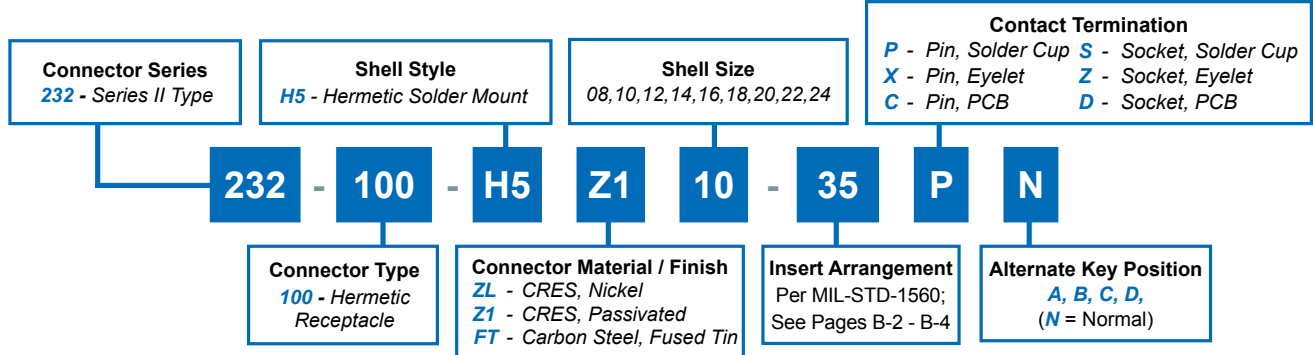 Contact Termination
P - Pin, Solder Cup S - Socket, Solder Cup
X - Pin, Eyelet Z - Socket, Eyelet
C - Pin, PCB D - Socket, PCB
Connector Series
232 - Series II Type
Shell Style
H5 - Hermetic Solder Mount
Shell Size
08,10,12,14,16,18,20,22,24
232 - 100 - H5 Z1 10 - 35 P N
Connector Type
100 - Hermetic
Receptacle
Connector Material / Finish
ZL - CRES, Nickel
Z1 - CRES, Passivated
FT - Carbon Steel, Fused Tin
Insert Arrangement
Per MIL-STD-1560;
See Pages B-2 - B-4
Alternate Key Position
A, B, C, D,
(N = Normal)